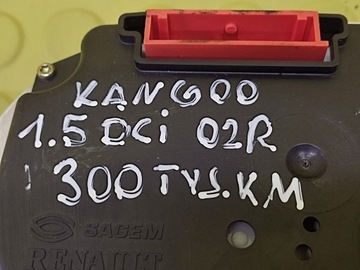 KANGOO
1.5 DCi 02R
300 TYS.KM
SAGEM
RENAULT